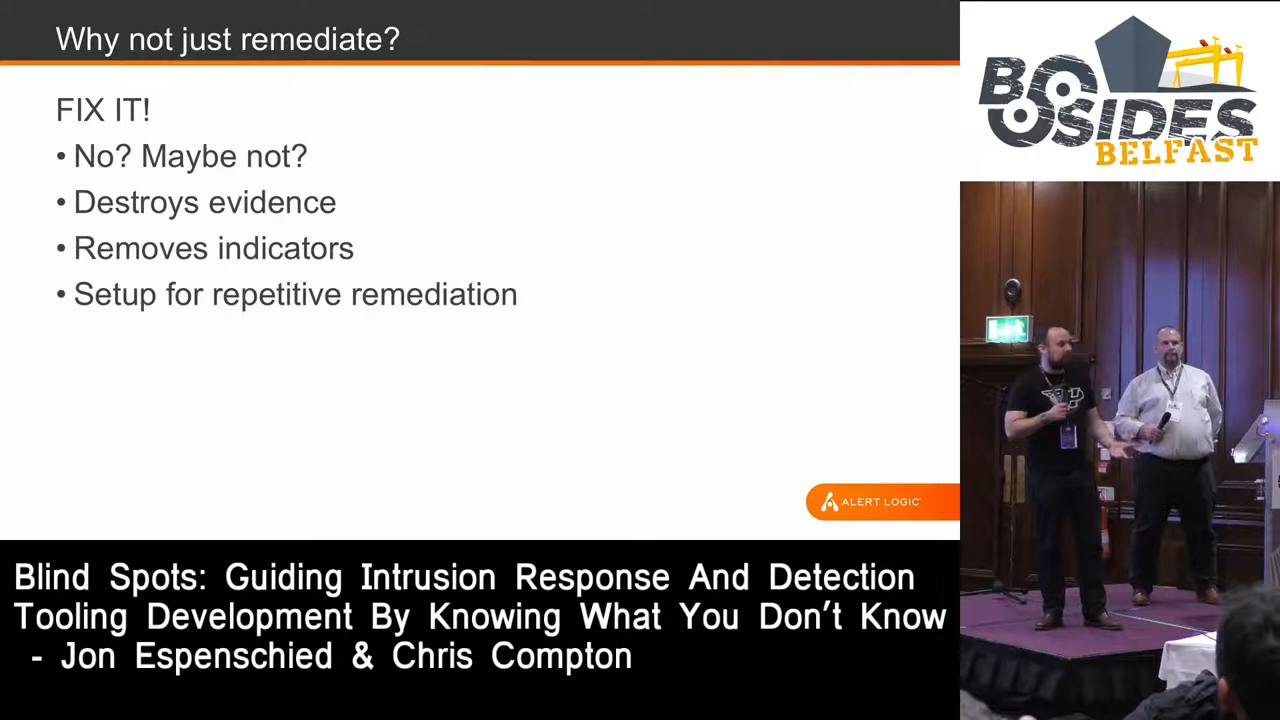 Why not just remediate?
FIX IT!
• No? Maybe not?
• Destroys evidence
• Removes indicators
• Setup for repetitive remediation
ALERT LOGIC
BSIDES
BELFAST
Blind Spots: Guiding Intrusion Response And Detection
Tooling Development By Knowing What You Don't Know
- Jon Espenschied & Chris Compton